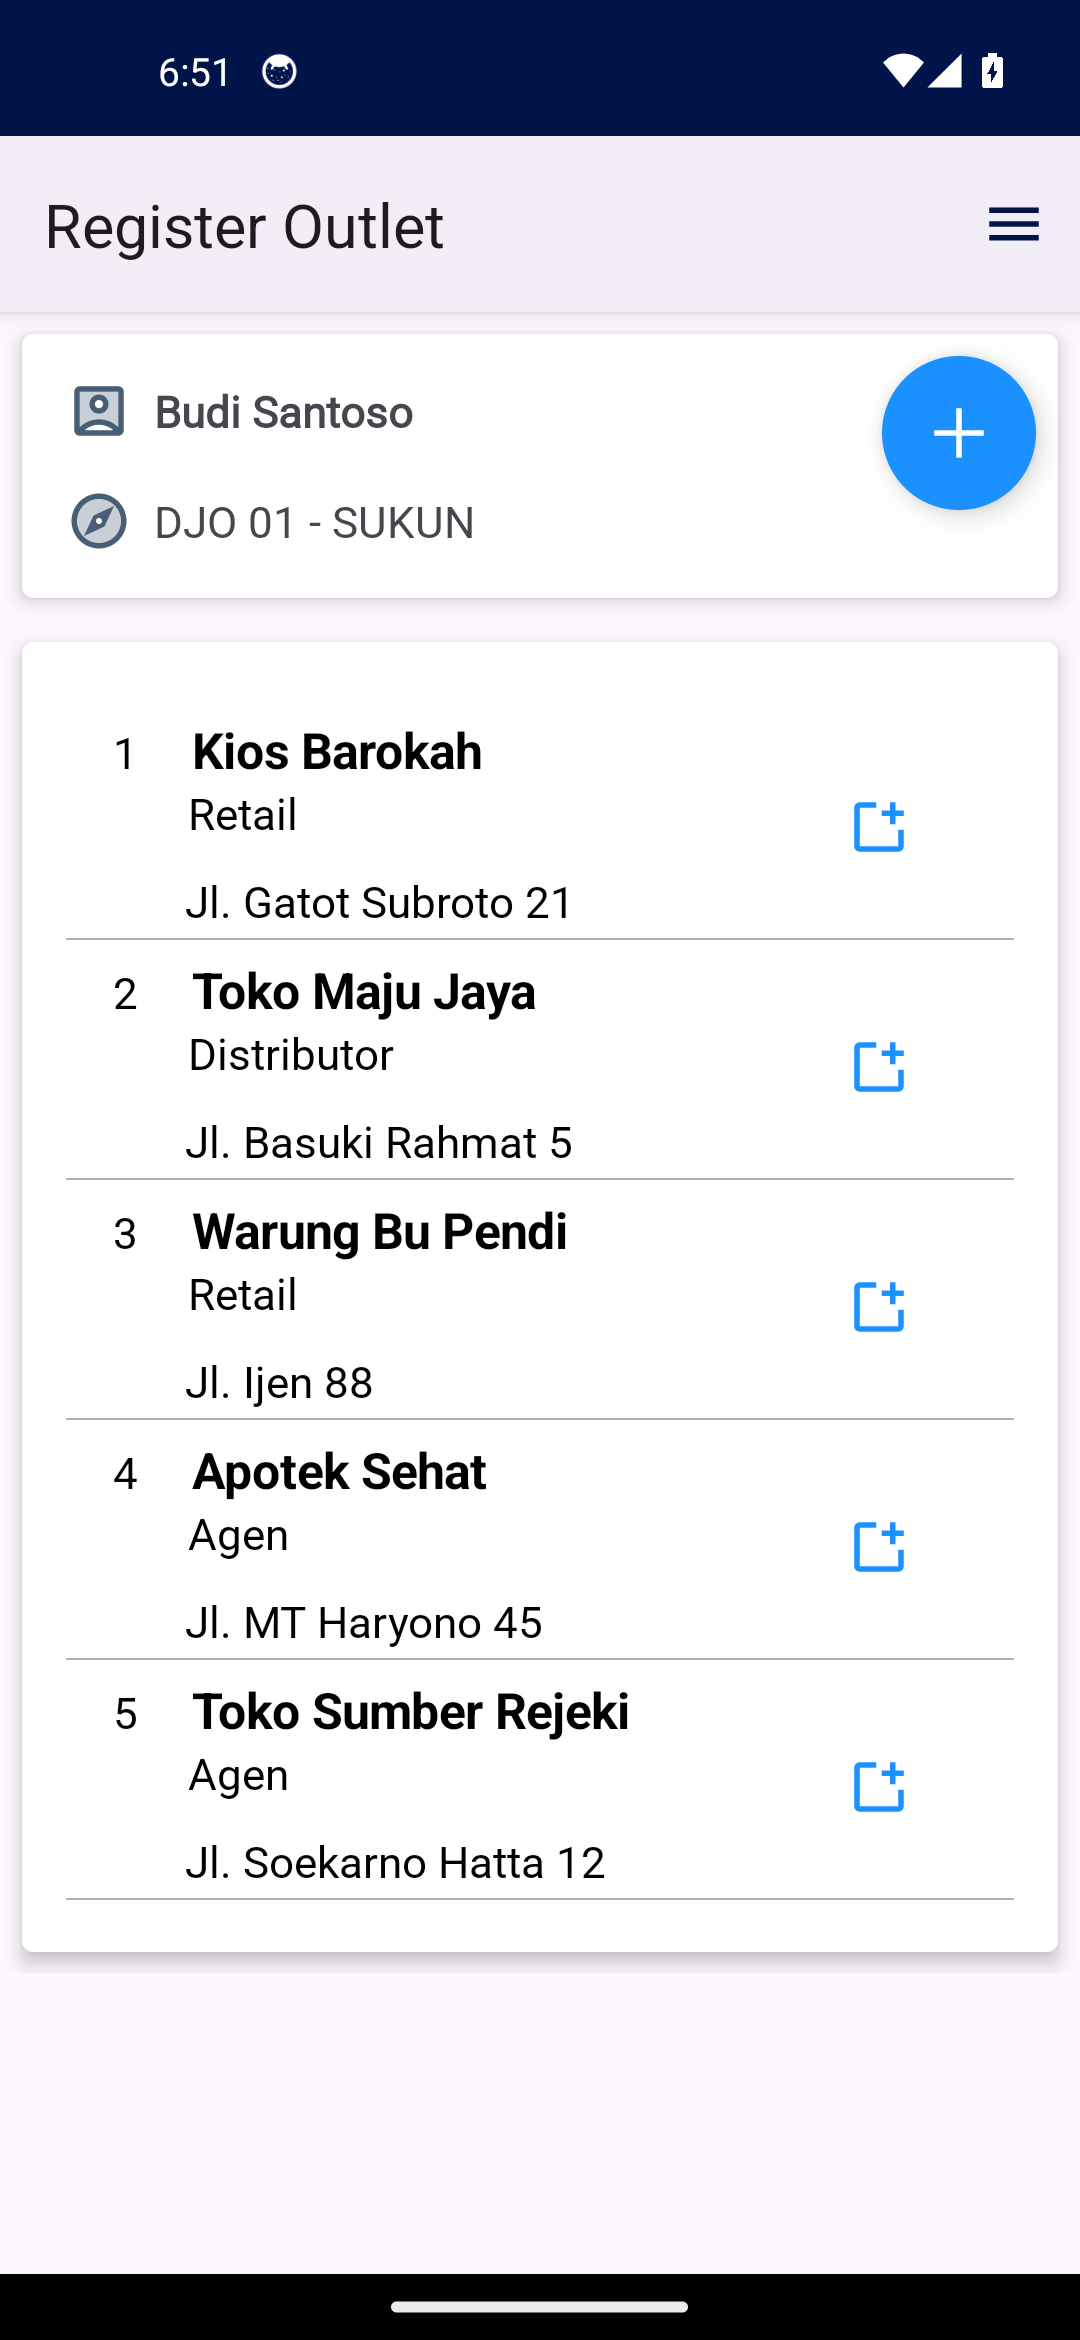 6:51
Register Outlet
Budi Santoso
DJO 01 - SUKUN
1 Kios Barokah
Retail
Jl. Gatot Subroto 21
2 Toko Maju Jaya
Distributor
Jl. Basuki Rahmat 5
3 Warung Bu Pendi
Retail
Jl. Ijen 88
4 Apotek Sehat
Agen
Jl. MT Haryono 45
5 Toko Sumber Rejeki
Agen
Jl. Soekarno Hatta 12